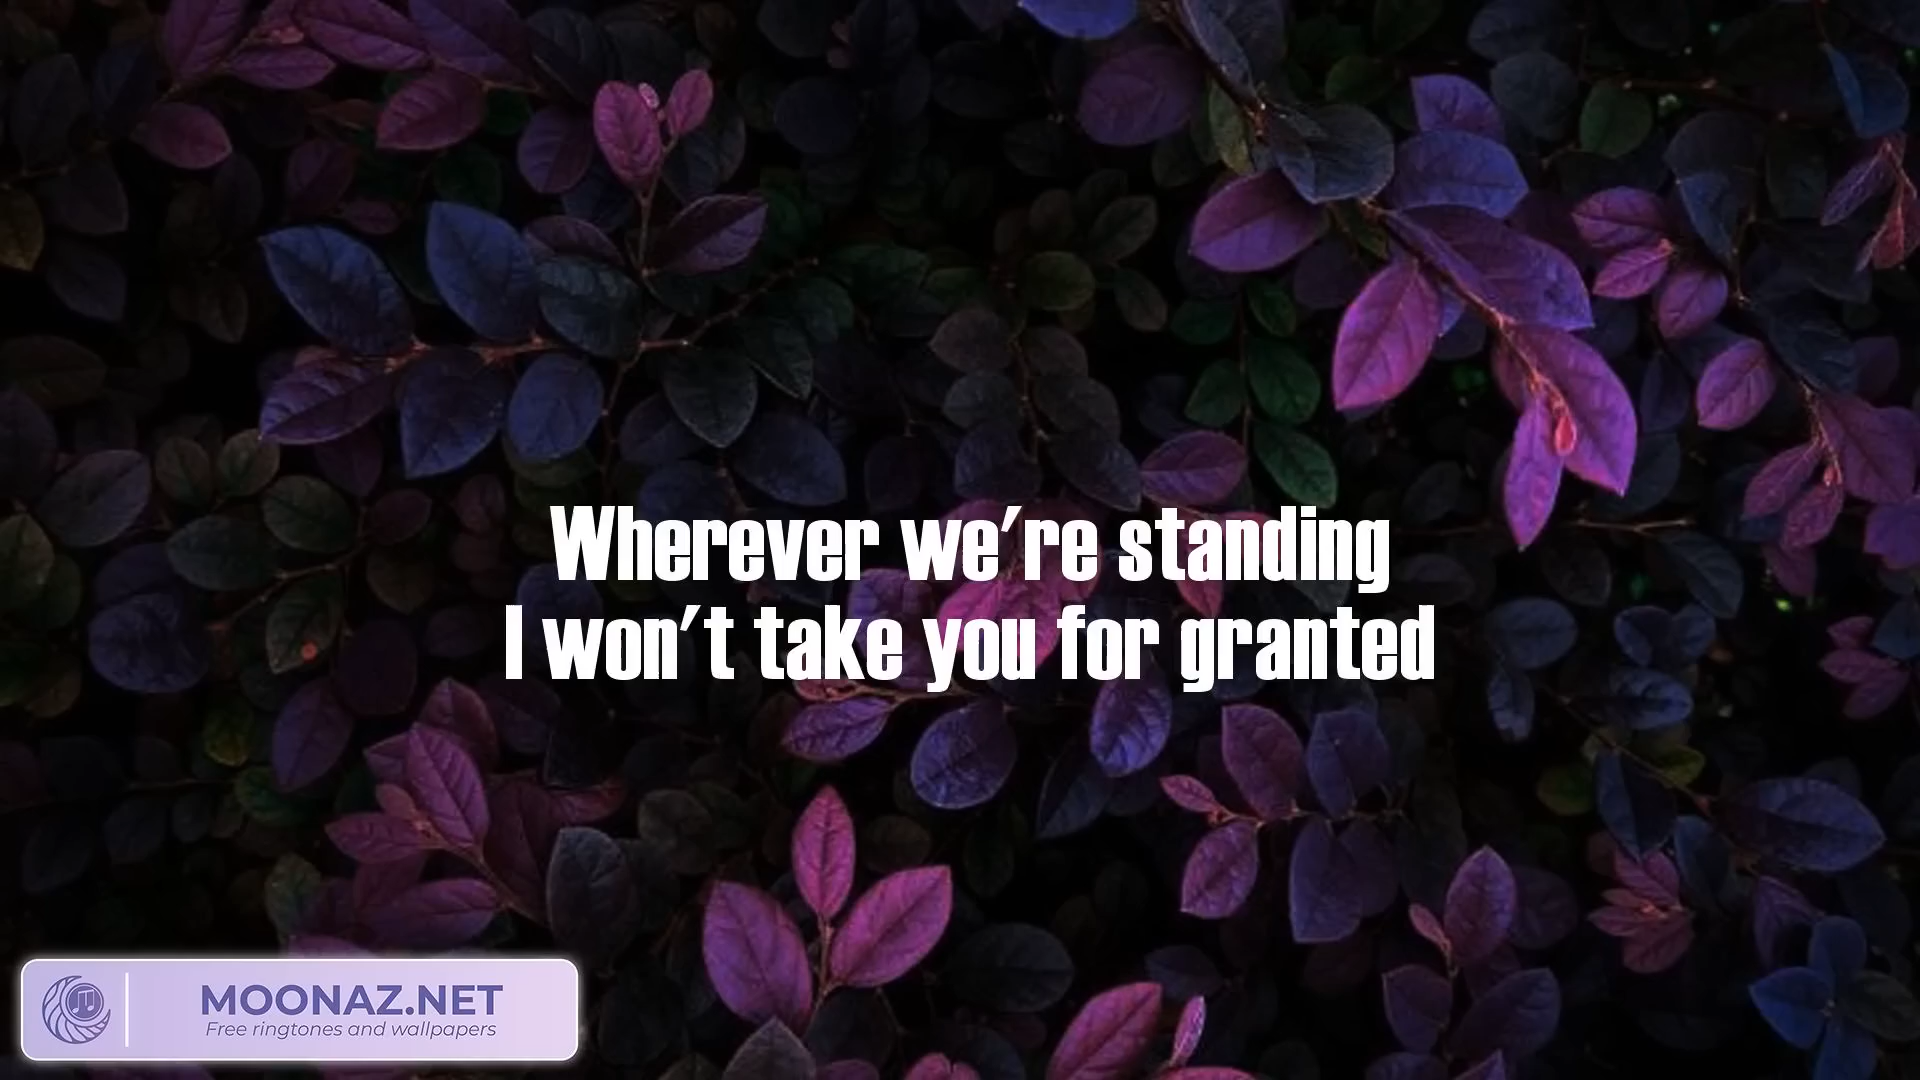 Wherever we're standing
I won't take you for granted
MOONAZ.NET
Free ringtones and wallpapers